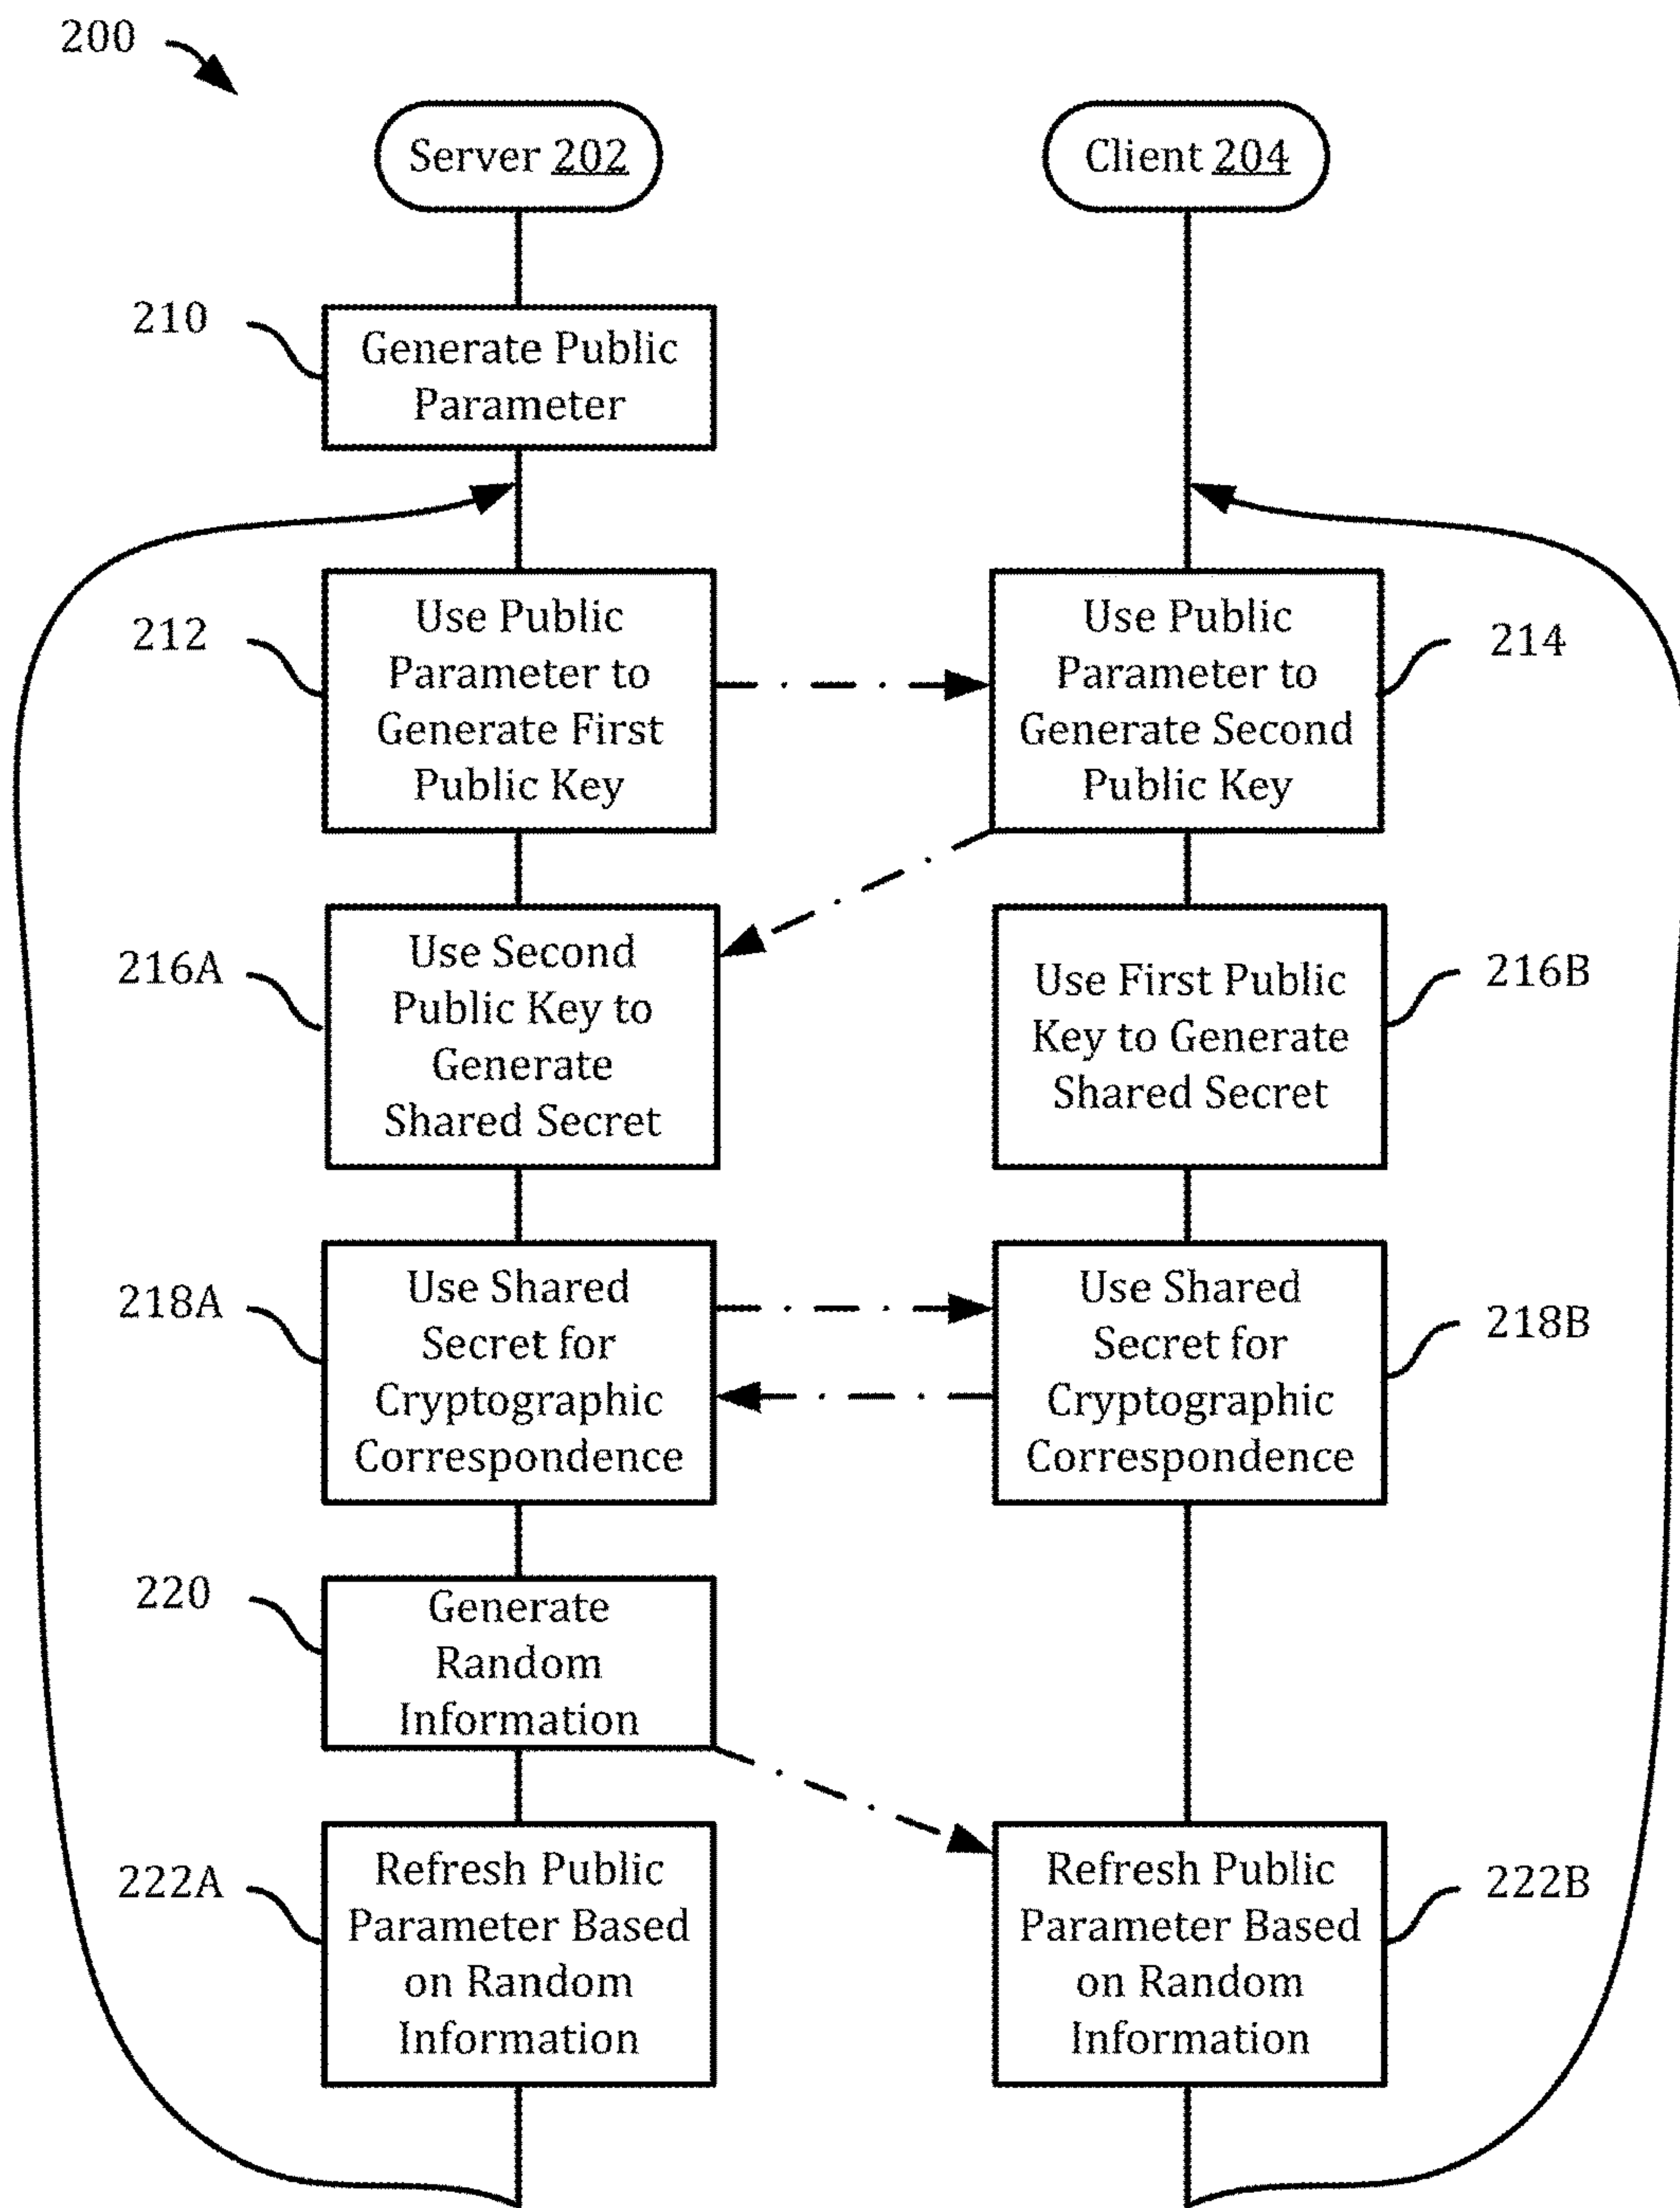 200
Server 202
Client 204
210
Generate Public
Parameter
212
Use Public
Parameter to
Generate First
Public Key
Use Public
Parameter to
Generate Second
Public Key
214
216A
Use Second
Public Key to
Generate
Shared Secret
Use First Public
Key to Generate
Shared Secret
216B
218A
Use Shared
Secret for
Cryptographic
Correspondence
Use Shared
Secret for
Cryptographic
Correspondence
218B
220
Generate
Random
Information
222A
Refresh Public
Parameter Based
on Random
Information
Refresh Public
Parameter Based
on Random
Information
222B